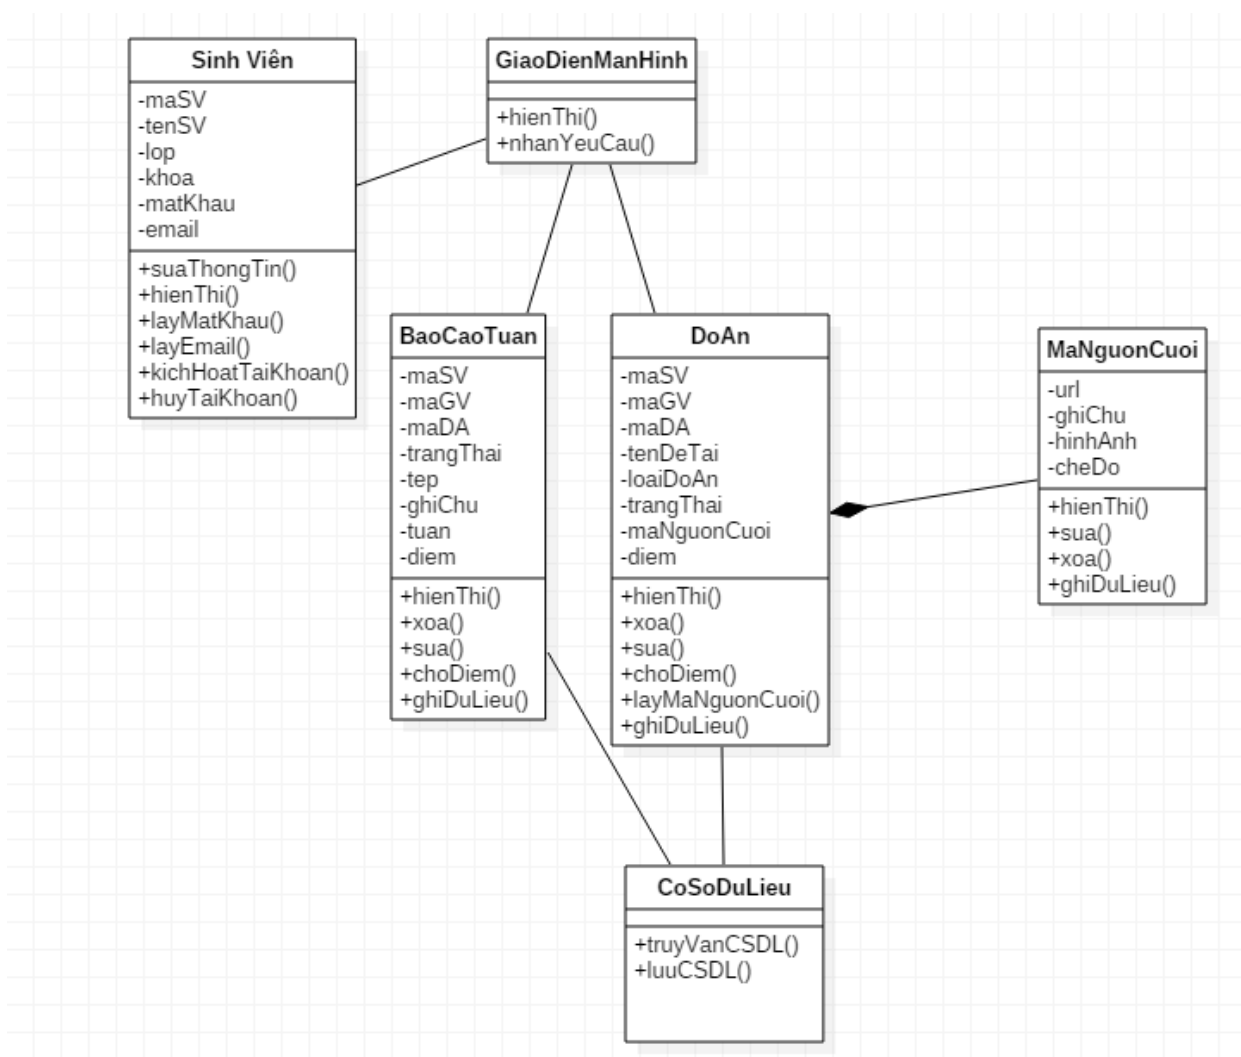 Sinh Viên
-maSV
-tenSV
-lop
-khoa
-matKhau
-email
+suaThongTin()
+hienThi()
+layMatKhau()
+layEmail()
+kichHoatTaiKhoan()
+huyTaiKhoan()
GiaoDienManHinh
+hienThi()
+nhanYeuCau()
BaoCaoTuan
-maSV
-maGV
-maDA
-trangThai
-tep
-ghiChu
-tuan
-diem
+hienThi()
+xoa()
+sua()
+choDiem()
+ghiDuLieu()
DoAn
-maSV
-maGV
-maDA
-tenDeTai
-loaiDoAn
-trangThai
-maNguonCuoi
-diem
+hienThi()
+xoa()
+sua()
+choDiem()
+layMaNguonCuoi()
+ghiDuLieu()
MaNguonCuoi
-url
-ghiChu
-hinhAnh
-cheDo
+hienThi()
+sua()
+xoa()
+ghiDuLieu()
CoSoDuLieu
+truyVanCSDL()
+luuCSDL()